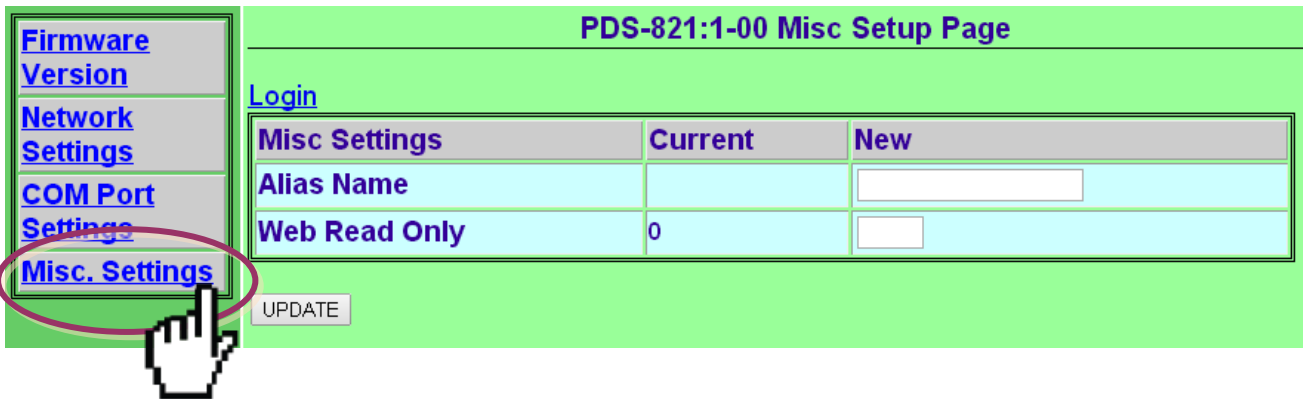 Firmware
Version
Network
Settings
COM Port
Settings
Misc. Settings
PDS-821:1-00 Misc Setup Page
Login
Misc Settings Current New
Alias Name
Web Read Only 0
UPDATE